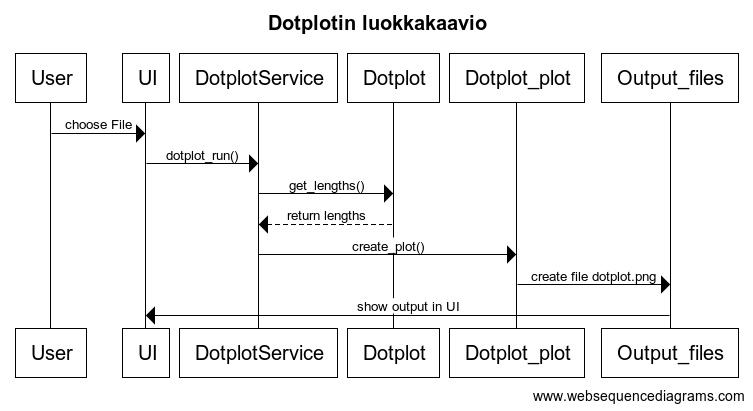 Dotplotin luokkakaavio
User UI DotplotService Dotplot Dotplot_plot Output_files
choose File
dotplot_run()
get_lengths()
return lengths
create_plot()
create file dotplot.png
show output in UI
User UI DotplotService Dotplot Dotplot_plot Output_files
www.websequencediagrams.com